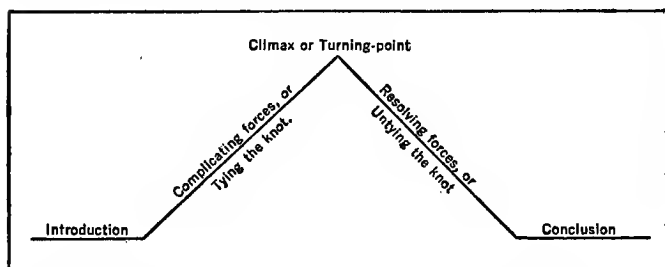 Climax or Turning-point
Complicating forces, or
Tying the knot.
Resolving forces, or
Untying the knot
Introduction
Conclusion